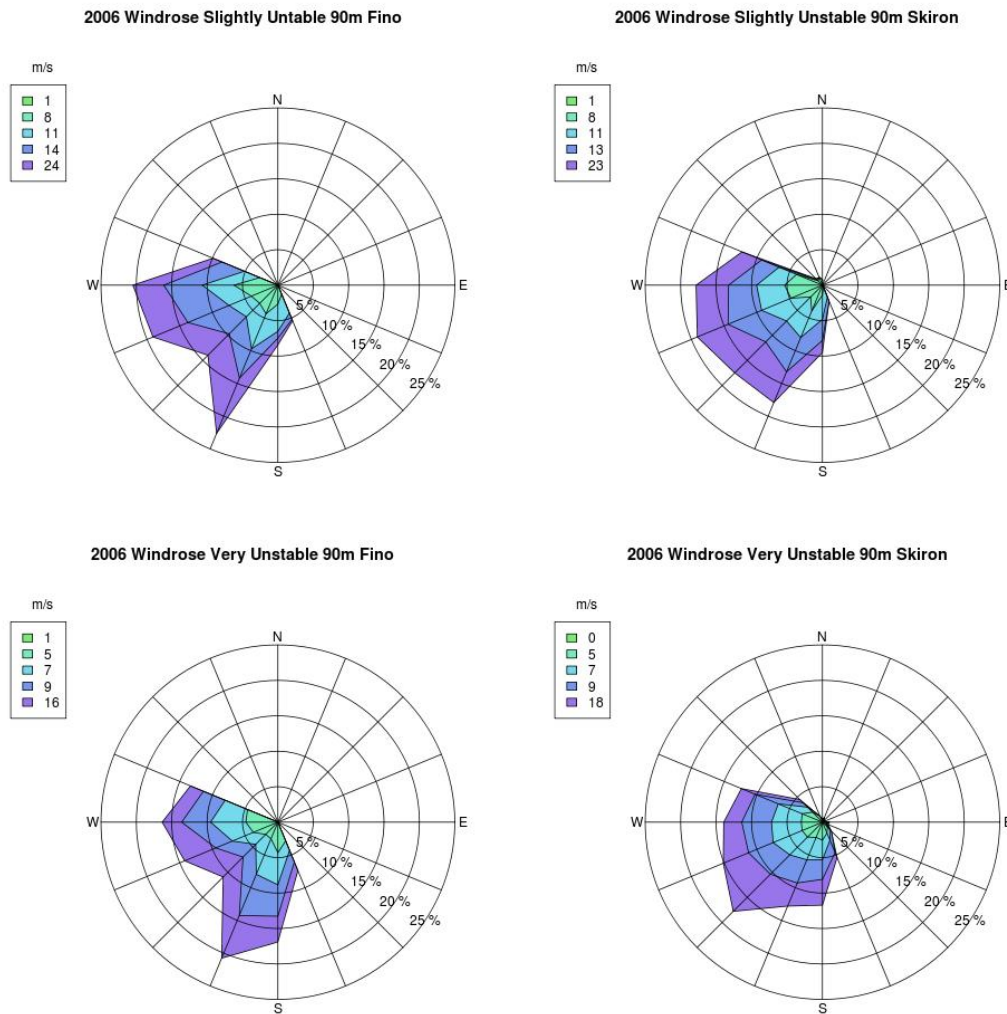 2006 Windrose Slightly Untable 90m Fino
m/s
1
8
11
14
24
N
W
E
S
5 %
10 %
15 %
20 %
25 %
2006 Windrose Slightly Unstable 90m Skiron
m/s
1
8
11
13
23
N
W
E
S
5 %
10 %
15 %
20 %
25 %
2006 Windrose Very Unstable 90m Fino
m/s
1
5
7
9
16
N
W
E
S
5 %
10 %
15 %
20 %
25 %
2006 Windrose Very Unstable 90m Skiron
m/s
0
5
7
9
18
N
W
E
S
5 %
10 %
15 %
20 %
25 %